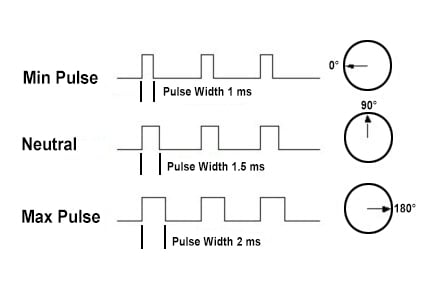 Min Pulse
Pulse Width 1 ms
0°
Neutral
Pulse Width 1.5 ms
90°
Max Pulse
Pulse Width 2 ms
180°